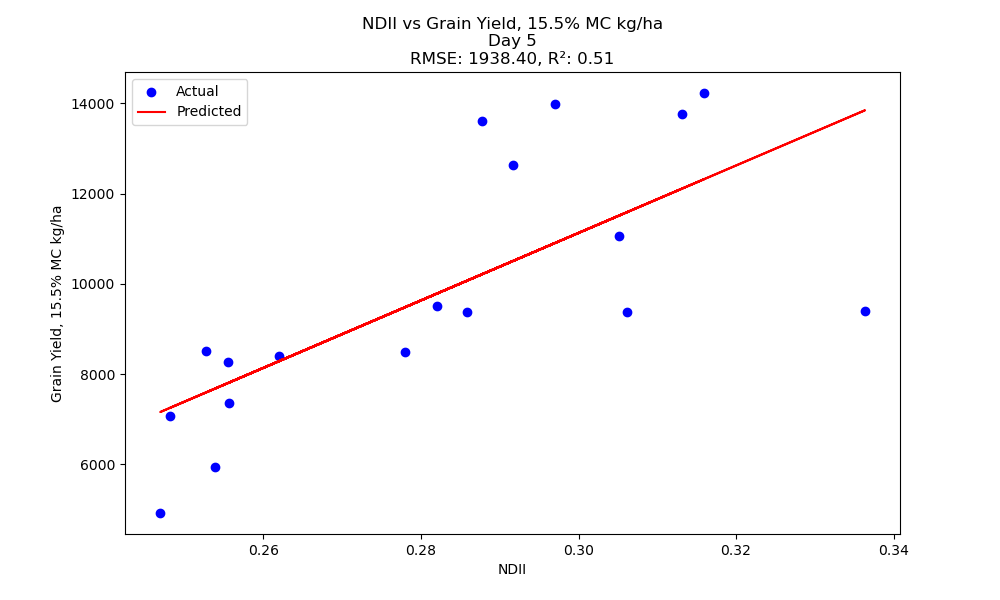 NDII vs Grain Yield, 15.5% MC kg/ha
Day 5
RMSE: 1938.40, R²: 0.51
Actual
Predicted
14000
12000
10000
8000
6000
Grain Yield, 15.5% MC kg/ha
0.26
0.28
0.30
0.32
0.34
NDII